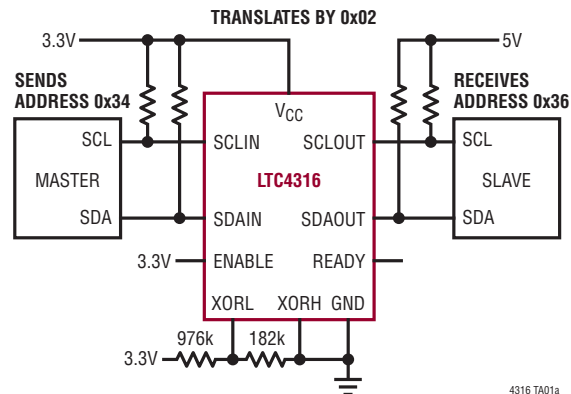 TRANSLATES BY 0x02
3.3V
5V
SENDS
ADDRESS 0x34
RECEIVES
ADDRESS 0x36
VCC
SCL
SCLIN
SCLOUT
SCL
MASTER
LTC4316
SLAVE
SDA
SDAIN
SDAOUT
SDA
3.3V
ENABLE
READY
XORL
XORH
GND
976k
182k
3.3V
4316 TA01a